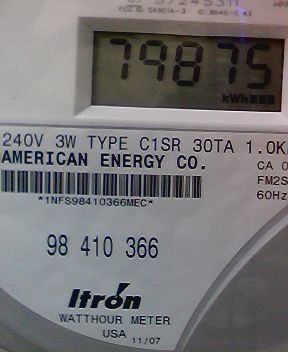 79875
kWh
240V 3W TYPE C1SR 30TA 1.0K
AMERICAN ENERGY CO.
CA 0
FM2S
60Hz
*1NFS98410366MEC*
98 410 366
Itron
WATTHOUR METER
USA 11/07